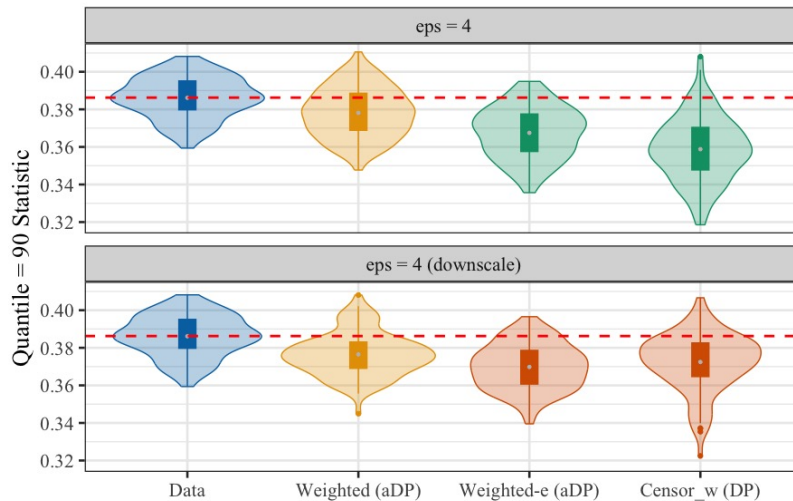 eps = 4
0.40
0.38
0.36
0.34
0.32
Quantile = 90 Statistic
eps = 4 (downscale)
0.40
0.38
0.36
0.34
0.32
Data Weighted (aDP) Weighted-e (aDP) Censor_w (DP)